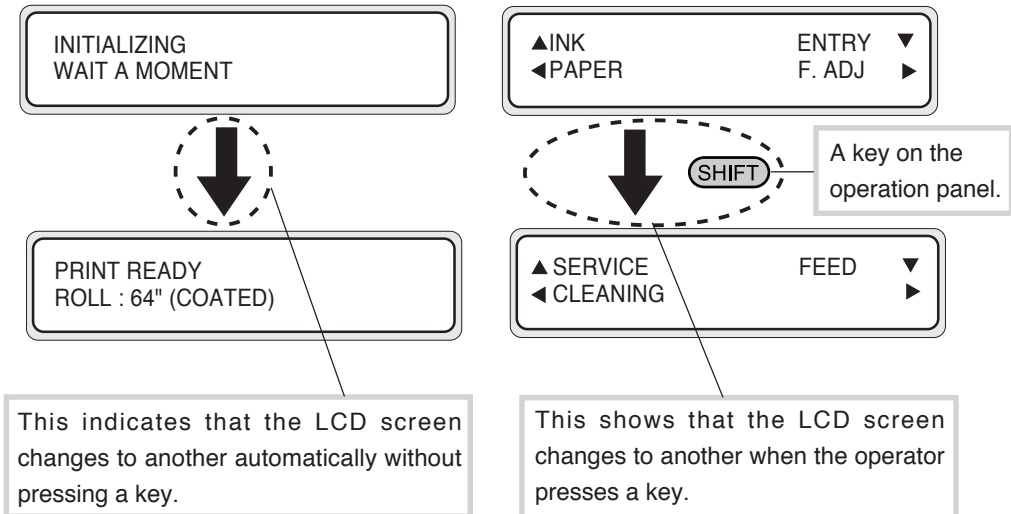 INITIALIZING
WAIT A MOMENT
PRINT READY
ROLL : 64" (COATED)
This indicates that the LCD screen
changes to another automatically without
pressing a key.
▲INK ENTRY ▼
◀PAPER F. ADJ ▶
SHIFT
A key on the
operation panel.
▲ SERVICE FEED ▼
◀ CLEANING ▶
This shows that the LCD screen
changes to another when the operator
presses a key.